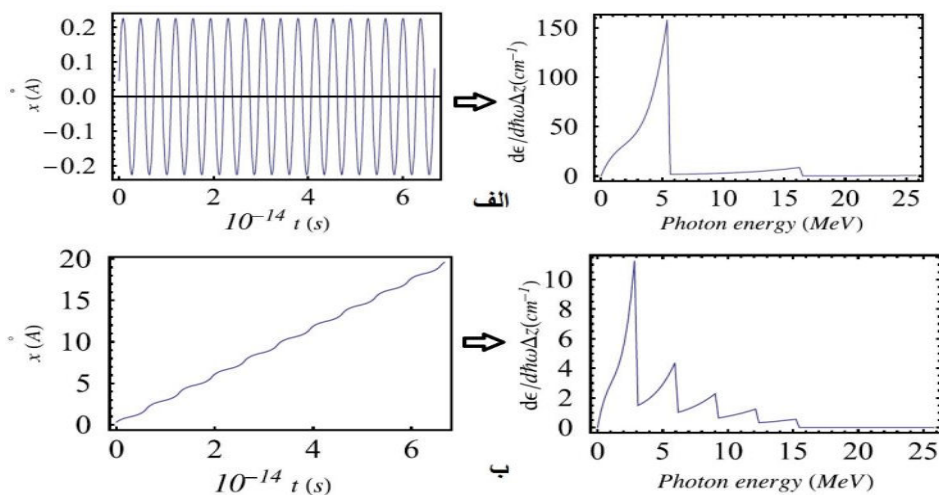 0.2
0.1
0.0
−0.1
−0.2
x (Å)
0 2 4 6
10⁻¹⁴ t (s)
150
100
50
0
dϵ/dħωΔz(cm⁻¹)
0 5 10 15 20 25
Photon energy (MeV)
الف
20
15
10
5
0
x (Å)
0 2 4 6
10⁻¹⁴ t (s)
10
8
6
4
2
0
dϵ/dħωΔz(cm⁻¹)
0 5 10 15 20 25
Photon energy (MeV)